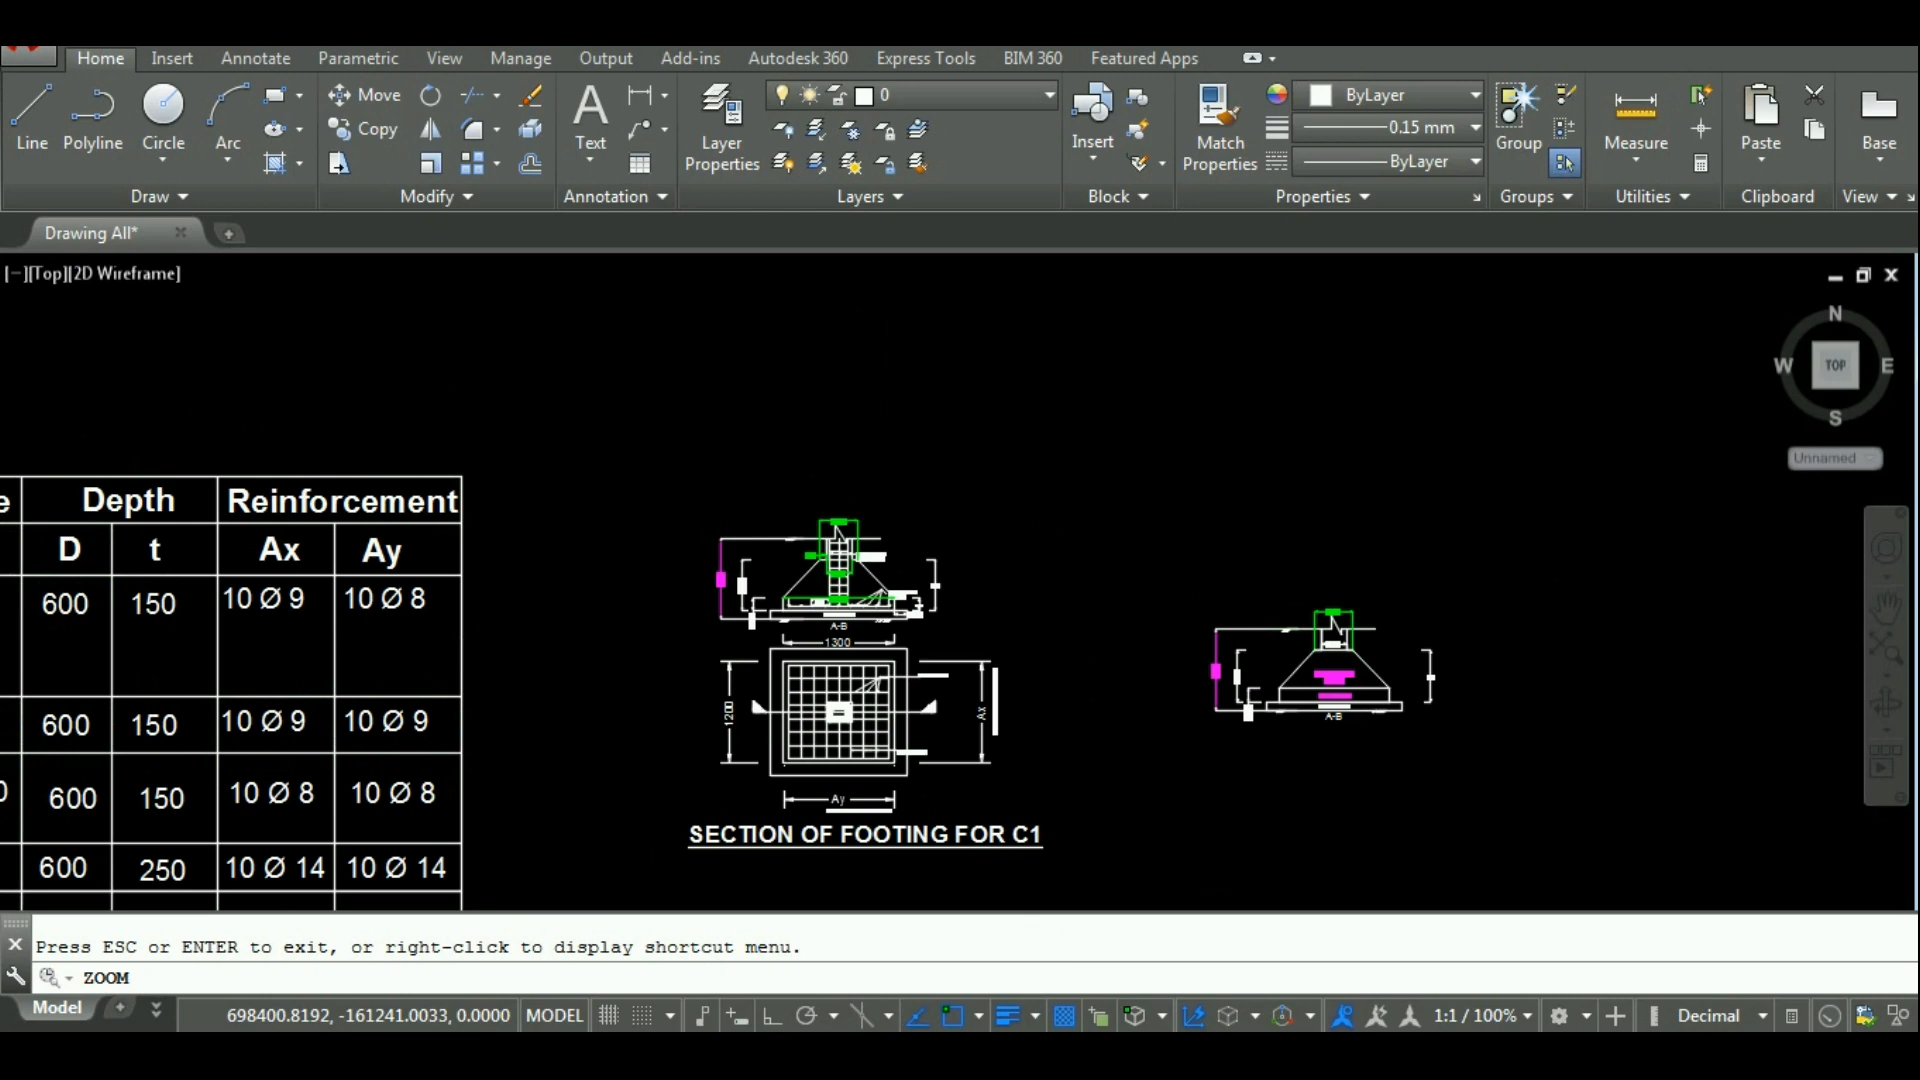 Home Insert Annotate Parametric View Manage Output Add-ins Autodesk 360 Express Tools BIM 360 Featured Apps
Line Polyline Circle Arc
Move
Copy
Text
Layer Properties
0
Insert
Match Properties
ByLayer
0.15 mm
ByLayer
Group
Measure
Paste
Base
Draw Modify Annotation Layers Block Properties Groups Utilities Clipboard View
Drawing All*
[−][Top][2D Wireframe]
N
W TOP E
S
Unnamed
e Depth Reinforcement
D t Ax Ay
600 150 10 Ø 9 10 Ø 8
600 150 10 Ø 9 10 Ø 9
0 600 150 10 Ø 8 10 Ø 8
600 250 10 Ø 14 10 Ø 14
A-B
1300
1200
Ax
Ay
SECTION OF FOOTING FOR C1
A-B
Press ESC or ENTER to exit, or right-click to display shortcut menu.
ZOOM
Model
698400.8192, -161241.0033, 0.0000 MODEL 1:1 / 100% Decimal